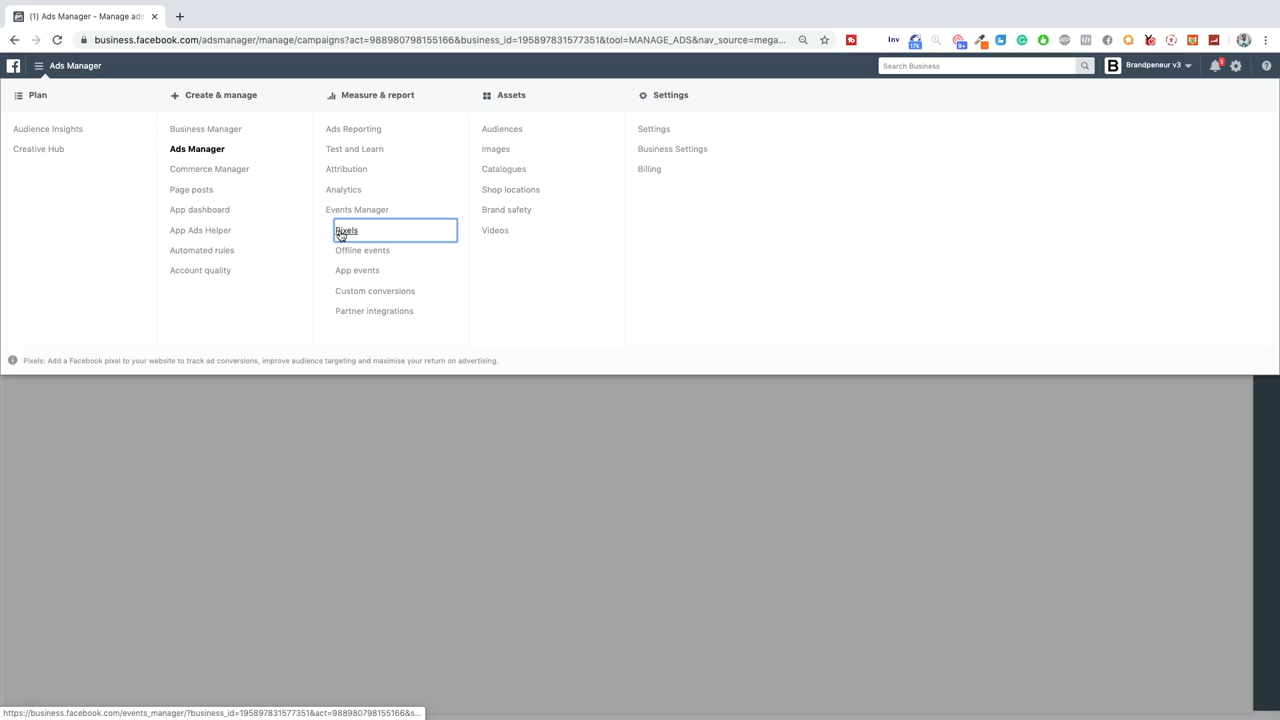 (1) Ads Manager - Manage ads
business.facebook.com/adsmanager/manage/campaigns?act=988980798155166&business_id=195897831577351&tool=MANAGE_ADS&nav_source=mega...
Inv
17k
9+
Ads Manager
Search Business
B
Brandpeneur v3
1
Plan
Audience Insights
Creative Hub
Create & manage
Business Manager
Ads Manager
Commerce Manager
Page posts
App dashboard
App Ads Helper
Automated rules
Account quality
Measure & report
Ads Reporting
Test and Learn
Attribution
Analytics
Events Manager
Pixels
Offline events
App events
Custom conversions
Partner integrations
Assets
Audiences
Images
Catalogues
Shop locations
Brand safety
Videos
Settings
Settings
Business Settings
Billing
Pixels: Add a Facebook pixel to your website to track ad conversions, improve audience targeting and maximise your return on advertising.
https://business.facebook.com/events_manager/?business_id=195897831577351&act=988980798155166&s...